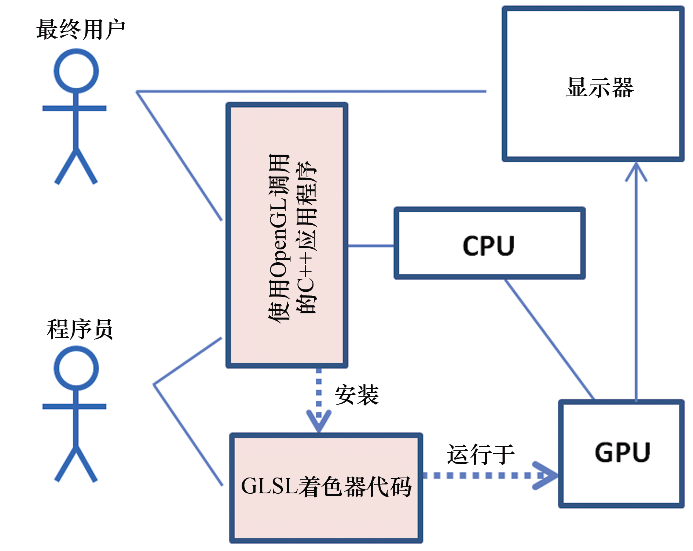 最终用户
显示器
使用OpenGL调用
的C++应用程序
CPU
程序员
安装
GLSL着色器代码
运行于
GPU